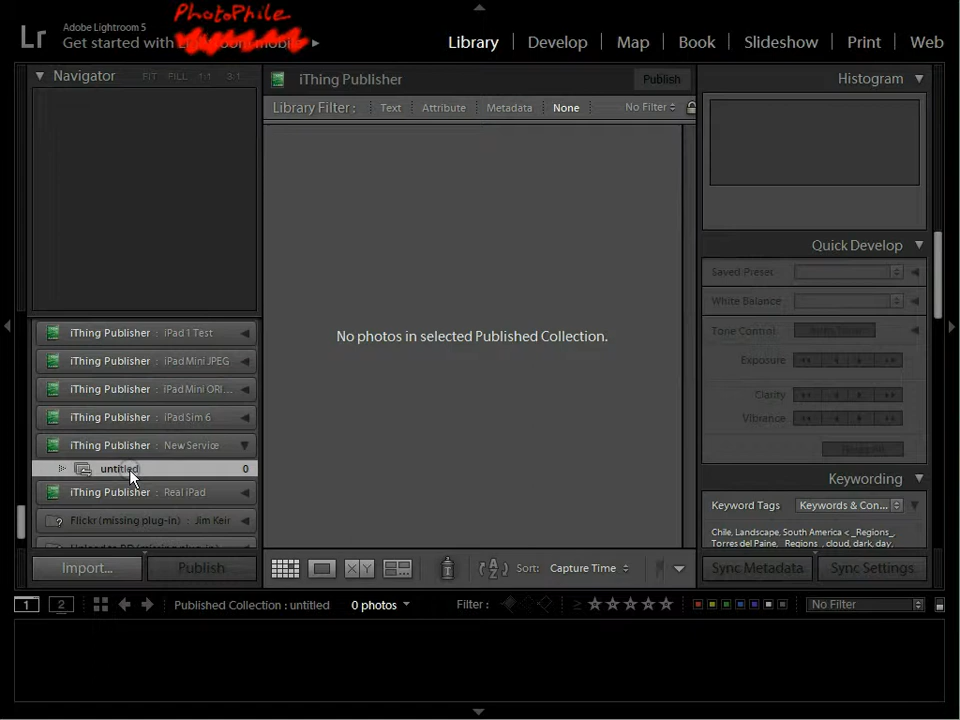 PhotoPhile
Lr
Adobe Lightroom 5
Get started with
Library Develop Map Book Slideshow Print Web
Navigator FIT FILL 1:1 3:1
iThing Publisher Publish
Histogram
Library Filter : Text Attribute Metadata None No Filter
Quick Develop
Saved Preset
White Balance
Tone Control
Exposure
Clarity
Vibrance
No photos in selected Published Collection.
iThing Publisher : iPad 1 Test
iThing Publisher : iPad Mini JPEG
iThing Publisher : iPad Mini ORI...
iThing Publisher : iPad Sim 6
iThing Publisher : New Service
untitled 0
iThing Publisher : Real iPad
Flickr (missing plug-in) : Jim Keir
Keywording
Keyword Tags Keywords & Con...
Chile, Landscape, South America < _Regions_,
Torres del Paine, _Regions_, cloud, dark, day,
Import... Publish
Sort: Capture Time
Sync Metadata Sync Settings
1 2 Published Collection : untitled 0 photos Filter : No Filter